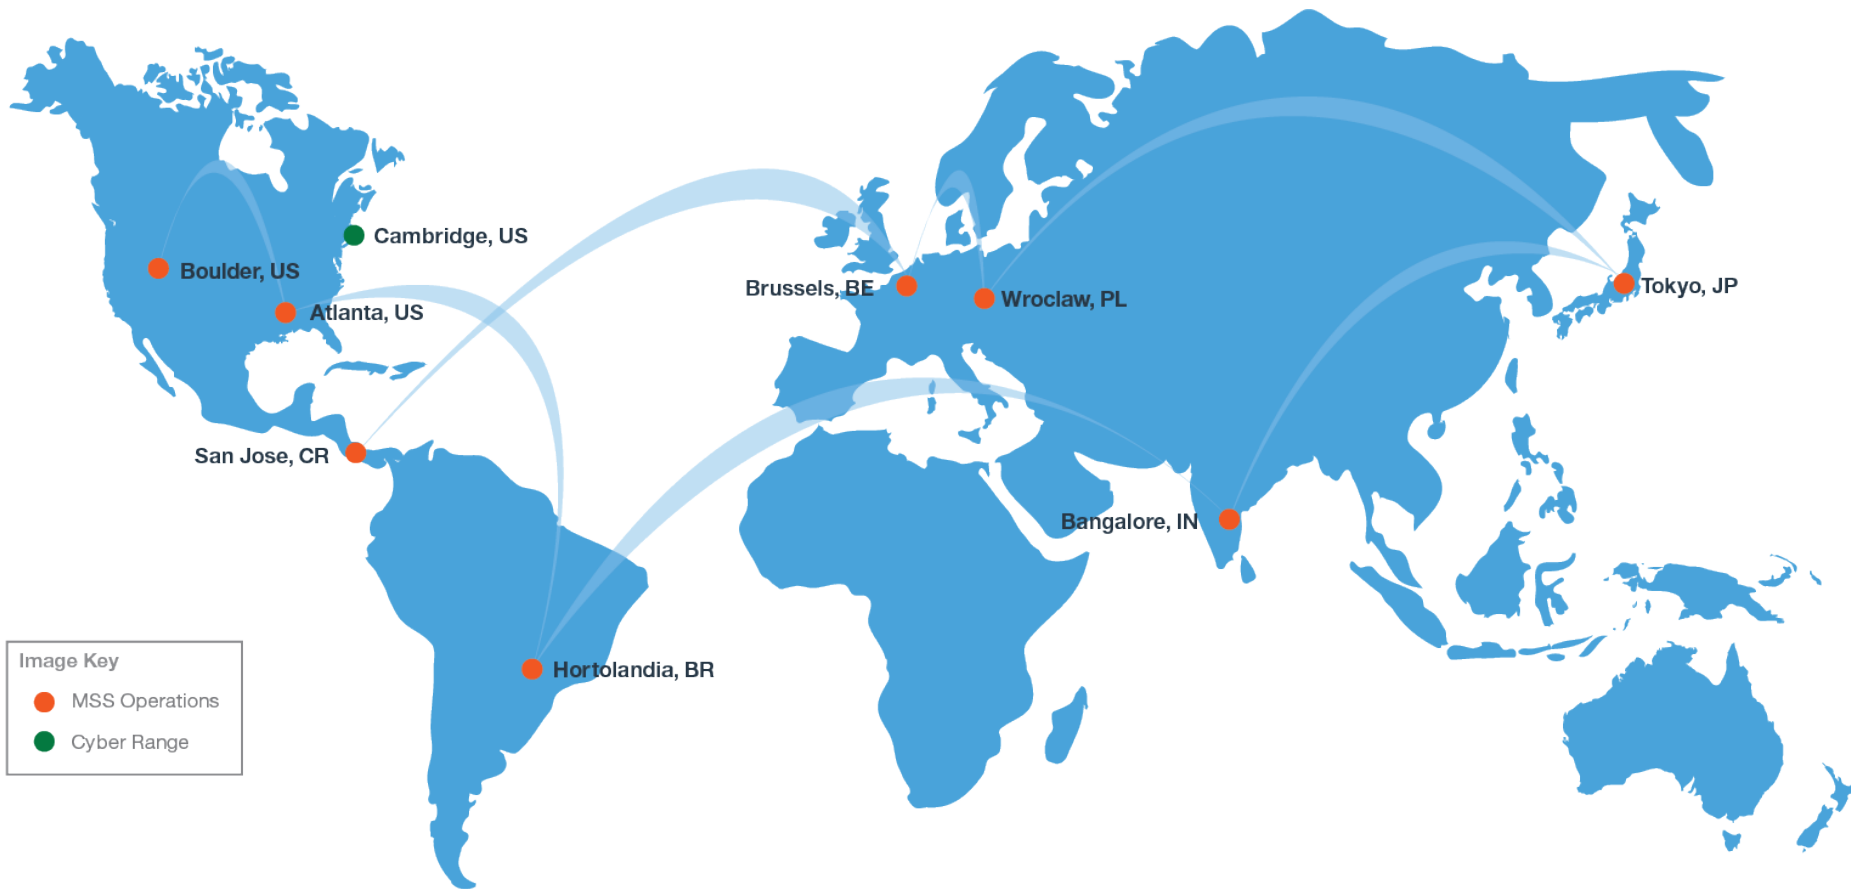 Cambridge, US
Boulder, US
Atlanta, US
Brussels, BE
Wroclaw, PL
Tokyo, JP
San Jose, CR
Bangalore, IN
Hortolandia, BR
Image Key
MSS Operations
Cyber Range